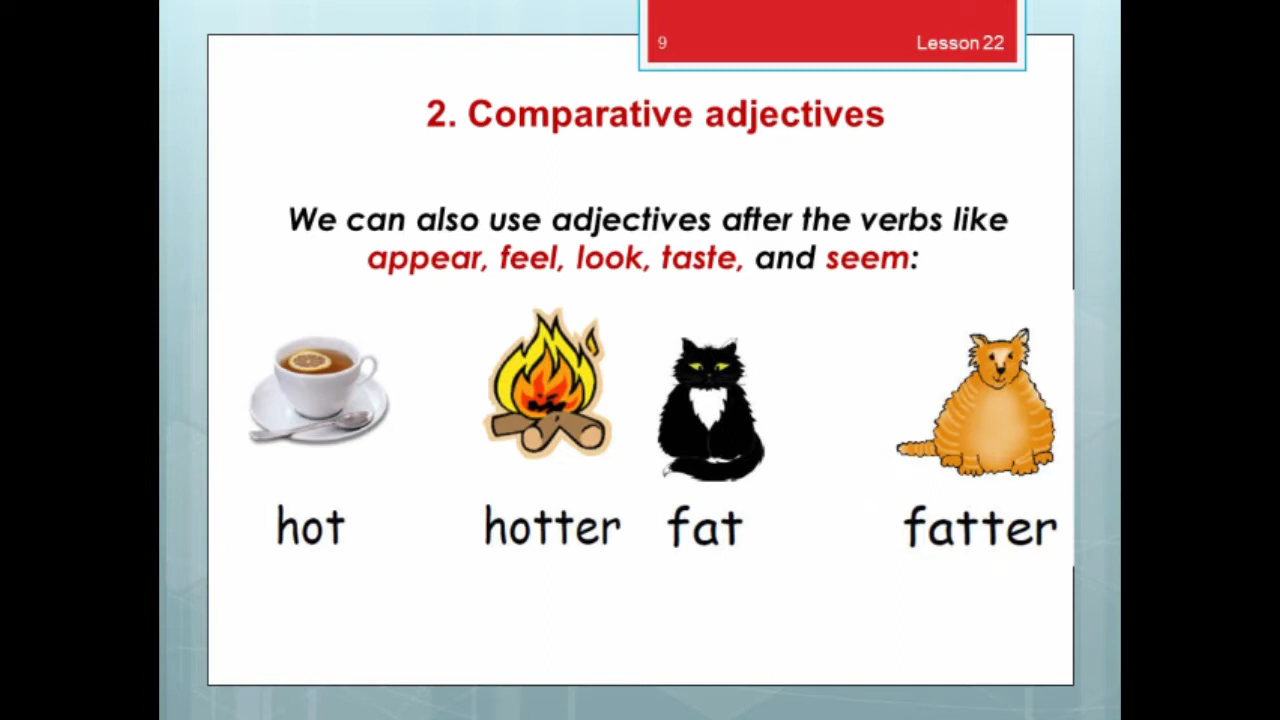 9 Lesson 22
2. Comparative adjectives
We can also use adjectives after the verbs like
appear, feel, look, taste, and seem:
hot hotter fat fatter